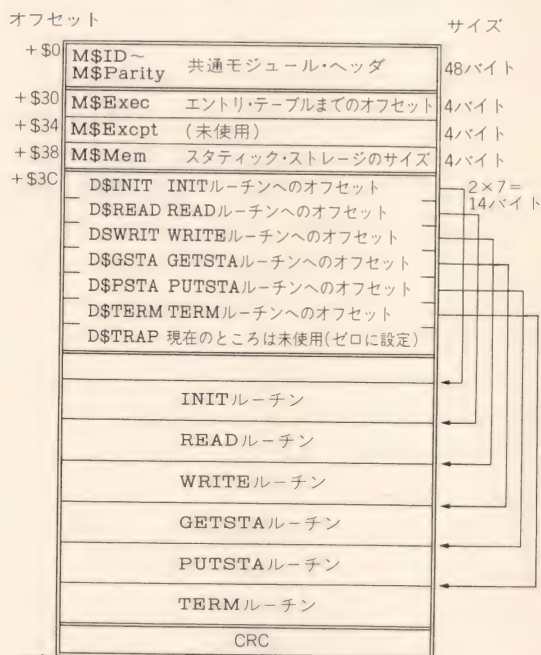 オフセット
サイズ
+$0
M$ID~
M$Parity
共通モジュール・ヘッダ
48バイト
+$30 M$Exec エントリ・テーブルまでのオフセット 4バイト
+$34 M$Excpt (未使用) 4バイト
+$38 M$Mem スタティック・ストレージのサイズ 4バイト
+$3C
D$INIT INITルーチンへのオフセット
2×7=
14バイト
D$READ READルーチンへのオフセット
DSWRIT WRITEルーチンへのオフセット
D$GSTA GETSTAルーチンへのオフセット
D$PSTA PUTSTAルーチンへのオフセット
D$TERM TERMルーチンへのオフセット
D$TRAP 現在のところは未使用(ゼロに設定)
INITルーチン
READルーチン
WRITEルーチン
GETSTAルーチン
PUTSTAルーチン
TERMルーチン
CRC